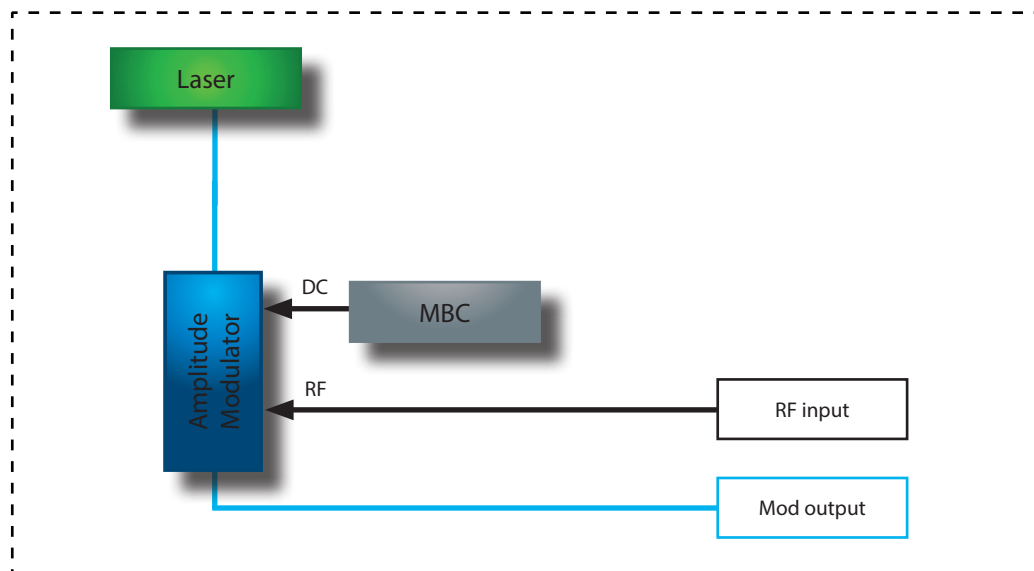 Laser
DC
MBC
Amplitude
Modulator
RF
RF input
Mod output